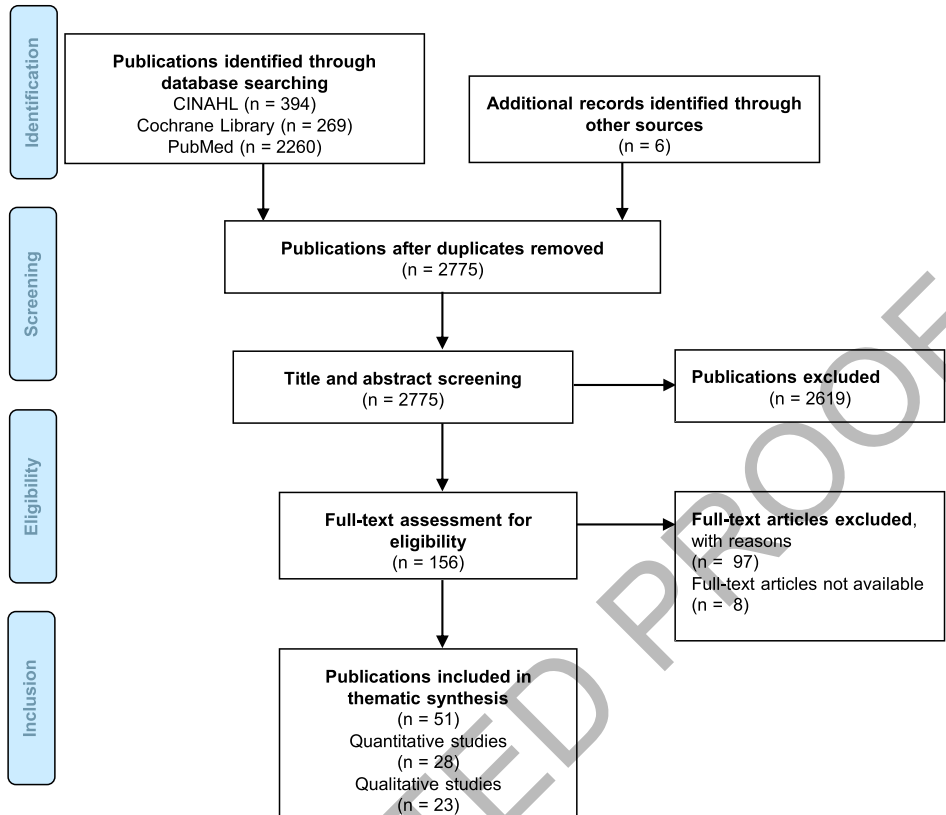 Identification
Publications identified through
database searching
CINAHL (n = 394)
Cochrane Library (n = 269)
PubMed (n = 2260)
Additional records identified through
other sources
(n = 6)
Screening
Publications after duplicates removed
(n = 2775)
Title and abstract screening
(n = 2775)
Publications excluded
(n = 2619)
Eligibility
Full-text assessment for
eligibility
(n = 156)
Full-text articles excluded,
with reasons
(n = 97)
Full-text articles not available
(n = 8)
Inclusion
Publications included in
thematic synthesis
(n = 51)
Quantitative studies
(n = 28)
Qualitative studies
(n = 23)
TED PROOF